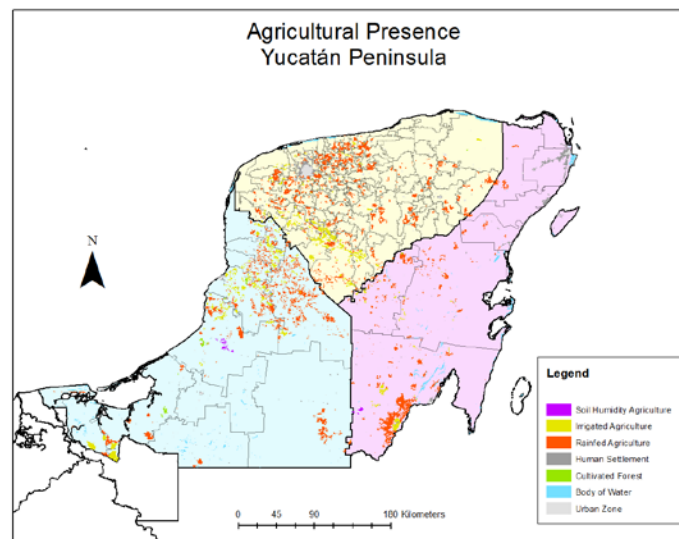 Agricultural Presence
Yucatán Peninsula
N
Legend
Soil Humidity Agriculture
Irrigated Agriculture
Rainfed Agriculture
Human Settlement
Cultivated Forest
Body of Water
Urban Zone
0 45 90 180 Kilometers